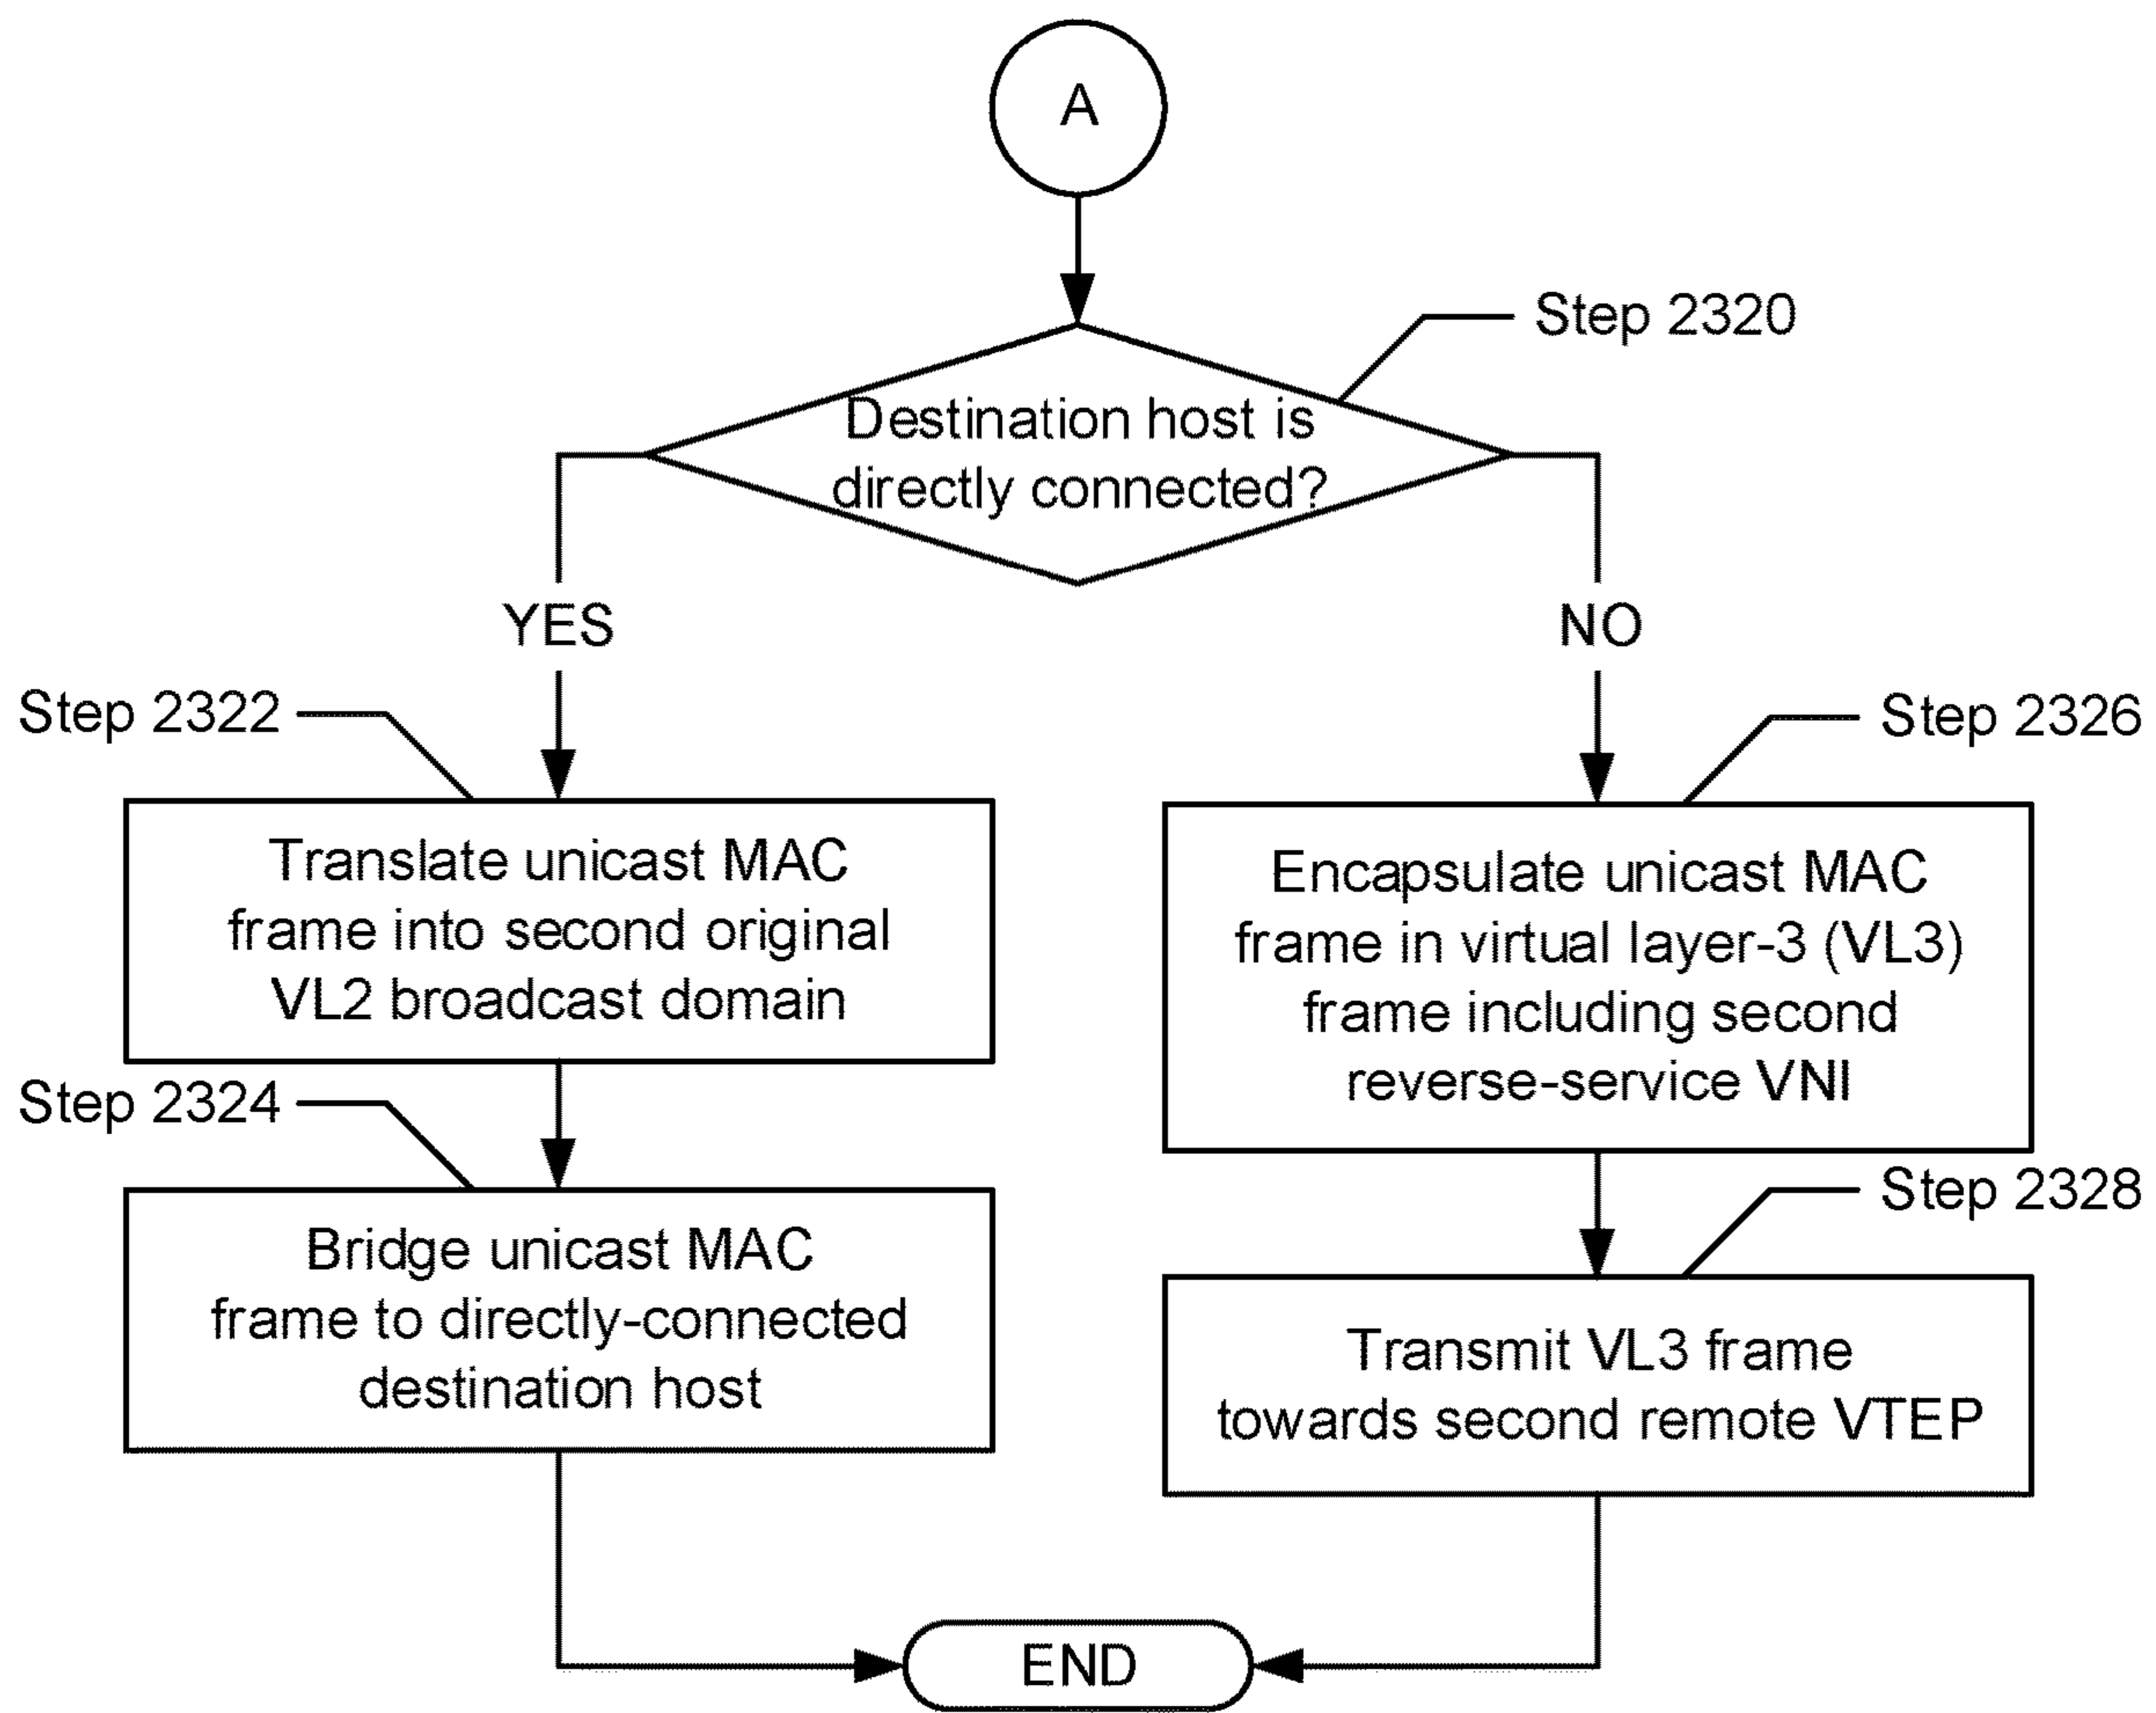 A
Step 2320
Destination host is
directly connected?
YES
NO
Step 2322
Step 2326
Translate unicast MAC
frame into second original
VL2 broadcast domain
Encapsulate unicast MAC
frame in virtual layer-3 (VL3)
frame including second
reverse-service VNI
Step 2324
Step 2328
Bridge unicast MAC
frame to directly-connected
destination host
Transmit VL3 frame
towards second remote VTEP
END